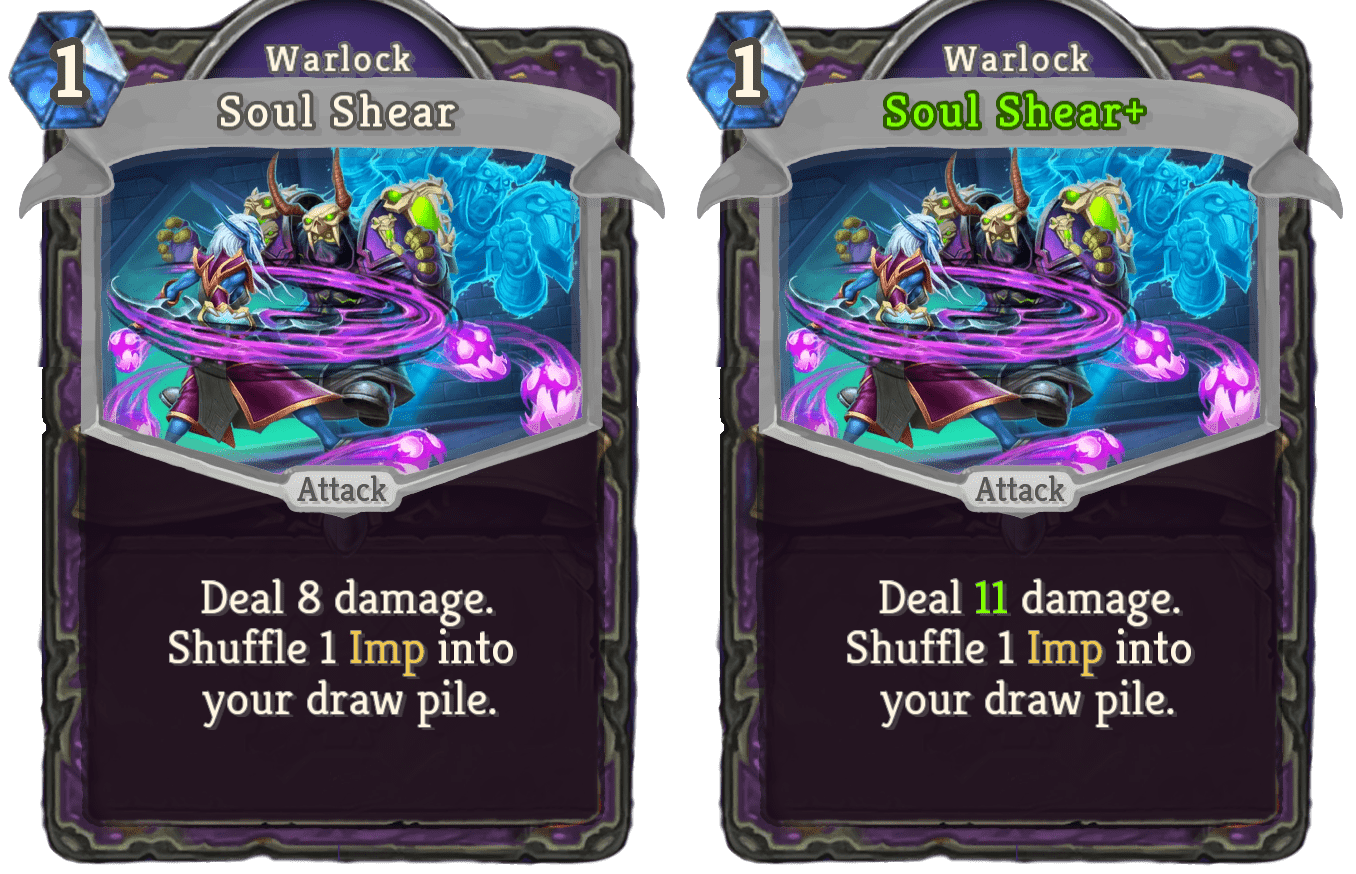 1
Warlock
Soul Shear
Attack
Deal 8 damage.
Shuffle 1 Imp into
your draw pile.
1
Warlock
Soul Shear+
Attack
Deal 11 damage.
Shuffle 1 Imp into
your draw pile.